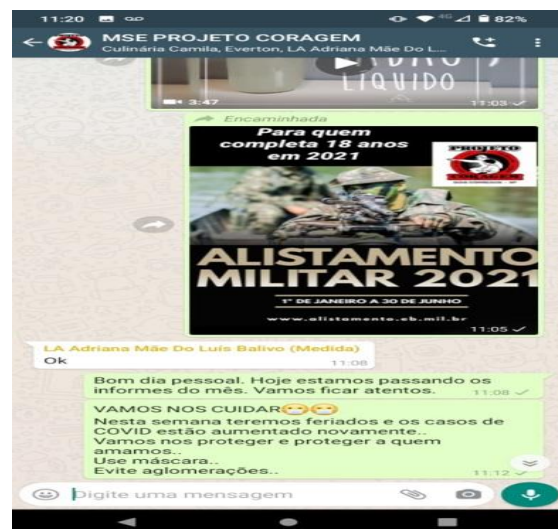 11:20
4G
82%
MSE PROJETO CORAGEM
Culinária Camila, Everton, LA Adriana Mãe Do L...
LÍQUIDO
3:47
11:03
Encaminhada
Para quem
completa 18 anos
em 2021
PROJETO
CORAGEM
ALISTAMENTO
MILITAR 2021
1º DE JANEIRO A 30 DE JUNHO
www.alistamento.eb.mil.br
11:05
LA Adriana Mãe Do Luís Balivo (Medida)
Ok
11:08
Bom dia pessoal. Hoje estamos passando os
informes do mês. Vamos ficar atentos.
11:08
VAMOS NOS CUIDAR😷😷
Nesta semana teremos feriados e os casos de
COVID estão aumentado novamente..
Vamos nos proteger e proteger a quem
amamos..
Use máscara..
Evite aglomerações..
11:12
Digite uma mensagem